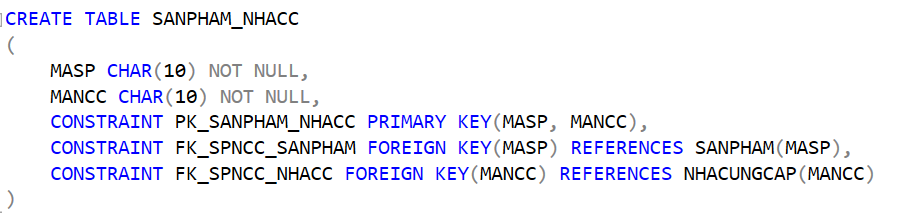 CREATE TABLE SANPHAM_NHACC
(
    MASP CHAR(10) NOT NULL,
    MANCC CHAR(10) NOT NULL,
    CONSTRAINT PK_SANPHAM_NHACC PRIMARY KEY(MASP, MANCC),
    CONSTRAINT FK_SPNCC_SANPHAM FOREIGN KEY(MASP) REFERENCES SANPHAM(MASP),
    CONSTRAINT FK_SPNCC_NHACC FOREIGN KEY(MANCC) REFERENCES NHACUNGCAP(MANCC)
)